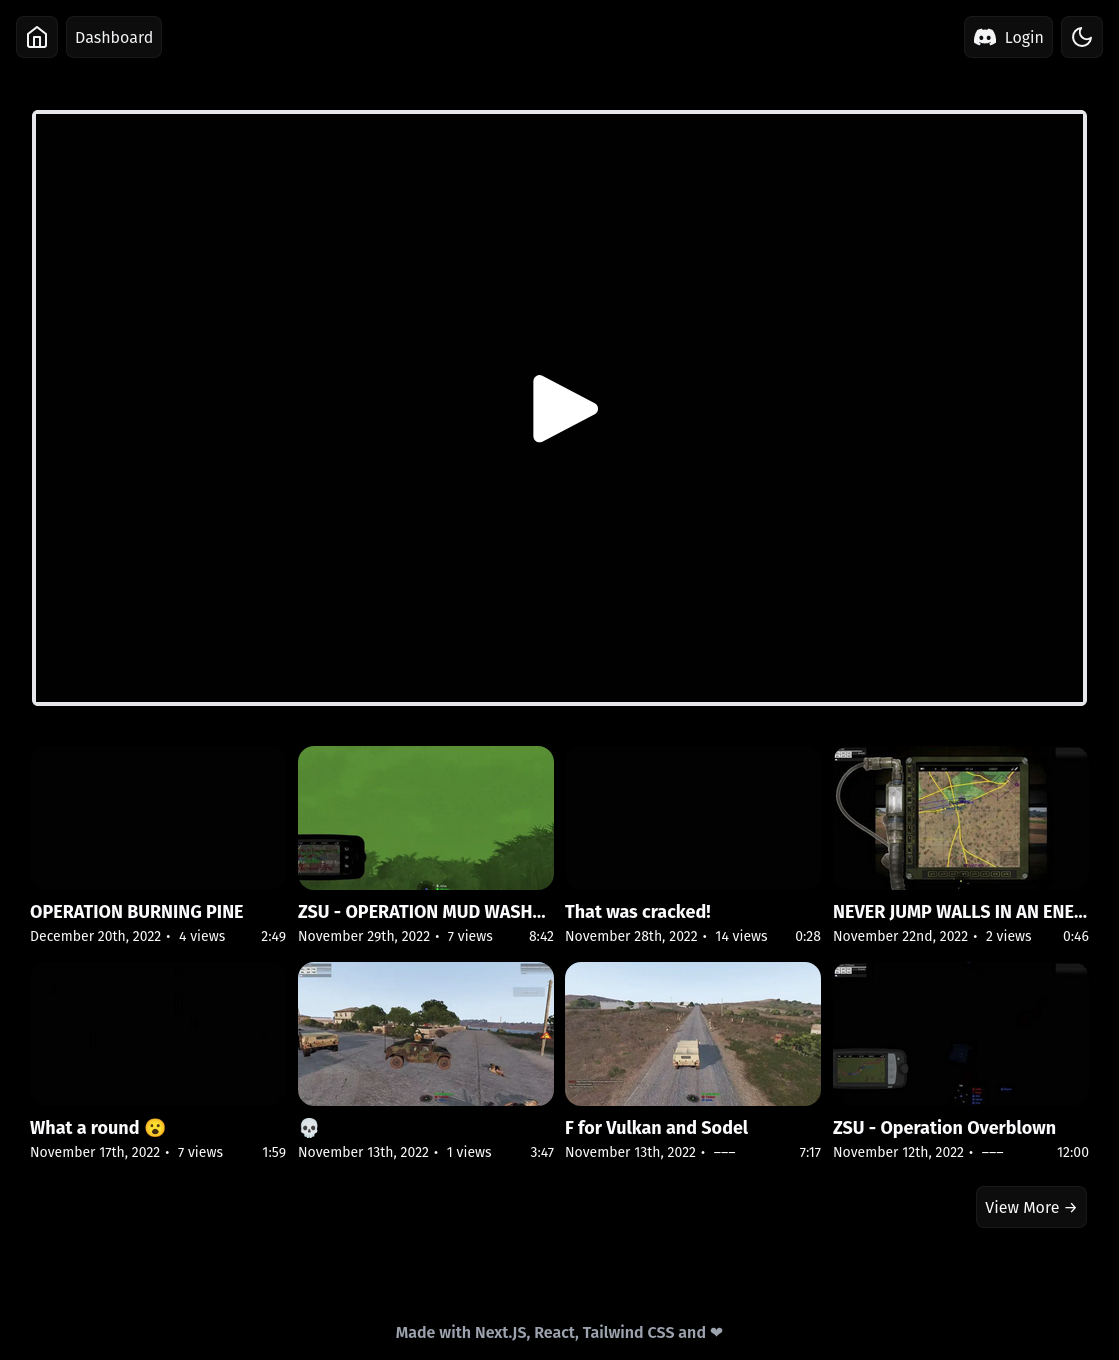 Dashboard
Login
OPERATION BURNING PINE
December 20th, 2022 • 4 views 2:49
ZSU - OPERATION MUD WASH...
November 29th, 2022 • 7 views 8:42
That was cracked!
November 28th, 2022 • 14 views 0:28
NEVER JUMP WALLS IN AN ENE...
November 22nd, 2022 • 2 views 0:46
What a round 😮
November 17th, 2022 • 7 views 1:59
💀
November 13th, 2022 • 1 views 3:47
F for Vulkan and Sodel
November 13th, 2022 • ––– 7:17
ZSU - Operation Overblown
November 12th, 2022 • ––– 12:00
View More →
Made with Next.JS, React, Tailwind CSS and ❤